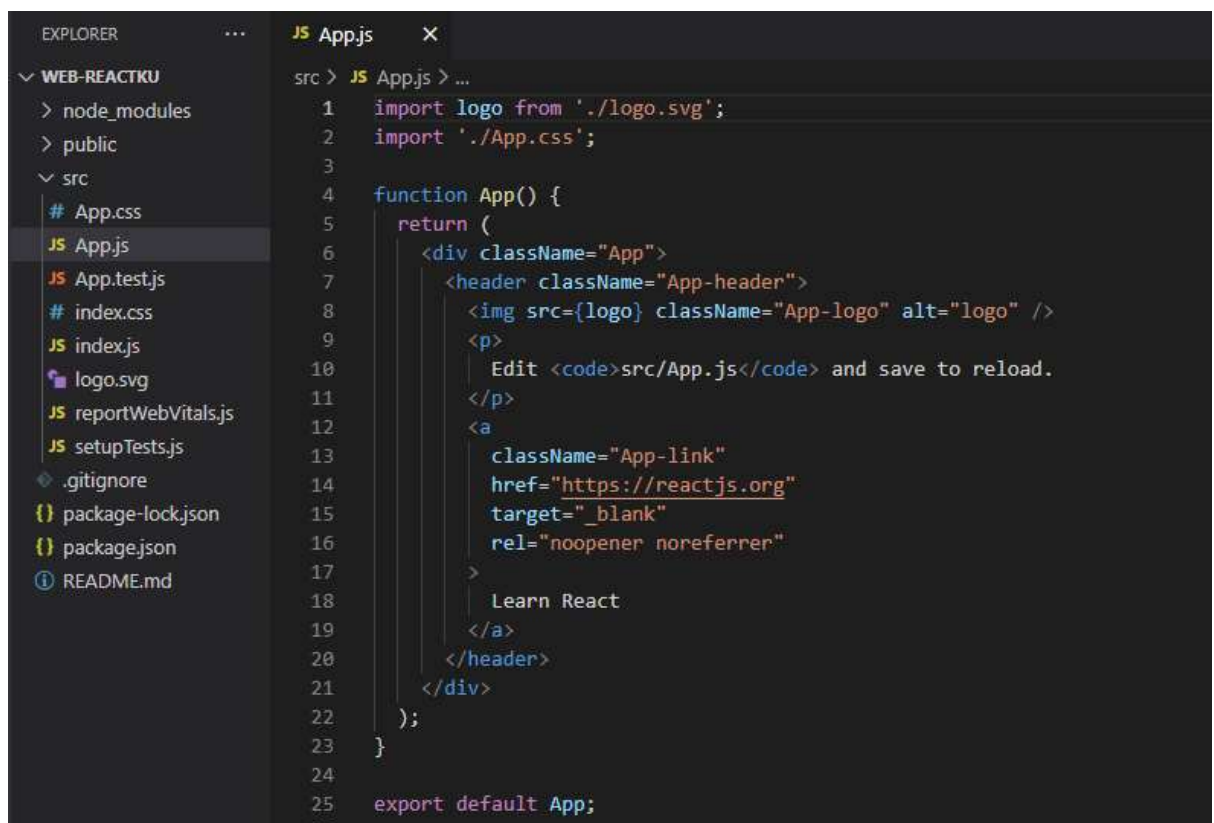 EXPLORER ...
WEB-REACTKU
node_modules
public
src
# App.css
JS App.js
JS App.test.js
# index.css
JS index.js
logo.svg
JS reportWebVitals.js
JS setupTests.js
.gitignore
{} package-lock.json
{} package.json
README.md
JS App.js ×
src > JS App.js > ...
1 import logo from './logo.svg';
2 import './App.css';
3
4 function App() {
5 return (
6 <div className="App">
7 <header className="App-header">
8 <img src={logo} className="App-logo" alt="logo" />
9 <p>
10 Edit <code>src/App.js</code> and save to reload.
11 </p>
12 <a
13 className="App-link"
14 href="https://reactjs.org"
15 target="_blank"
16 rel="noopener noreferrer"
17 >
18 Learn React
19 </a>
20 </header>
21 </div>
22 );
23 }
24
25 export default App;